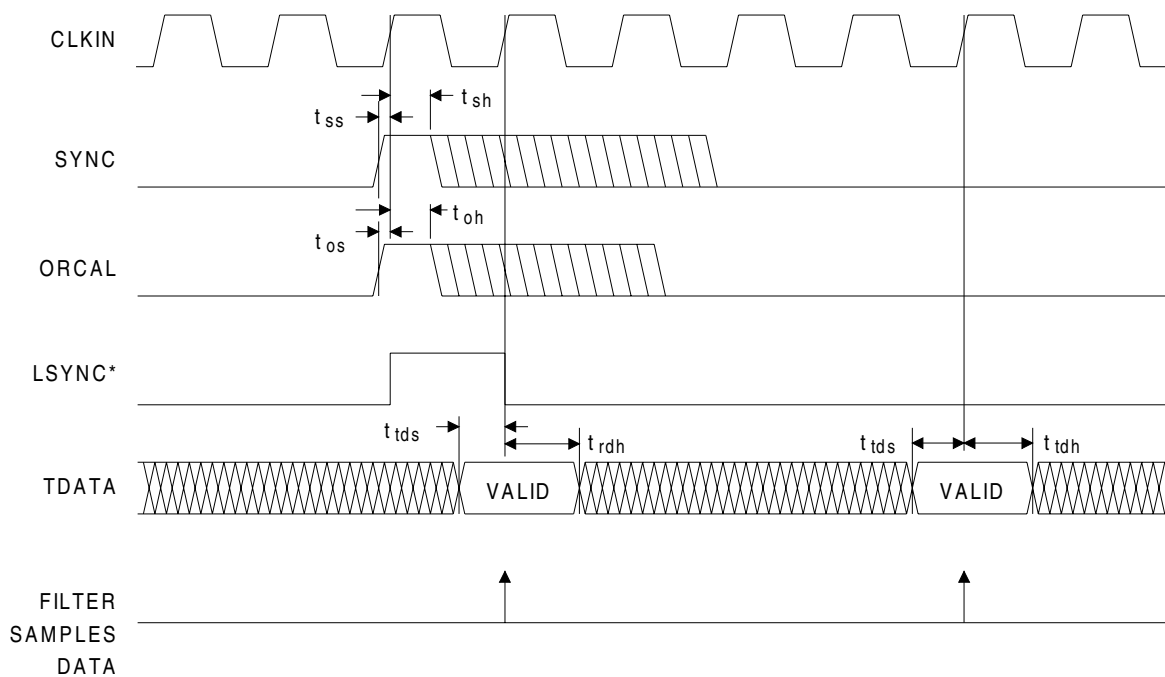 CLKIN
t sh
t ss
SYNC
t oh
t os
ORCAL
LSYNC*
t tds
t rdh
t tds
t tdh
TDATA
VALID
VALID
FILTER
SAMPLES
DATA